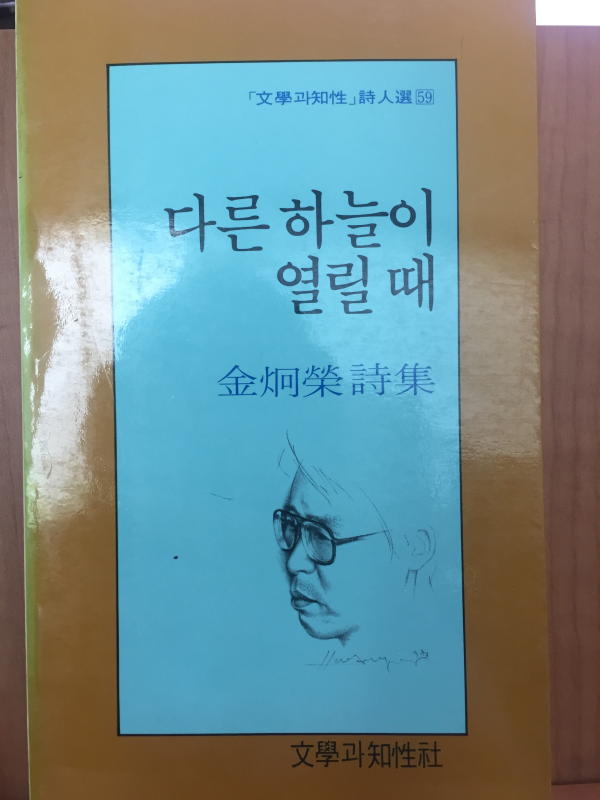 「文學과知性」詩人選 59
다른 하늘이
열릴 때
金炯榮 詩集
文學과知性社